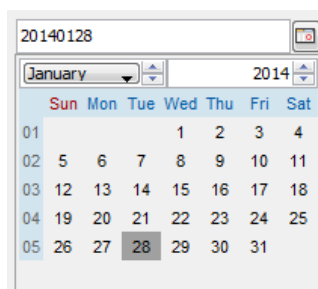 20140128
January 2014
Sun Mon Tue Wed Thu Fri Sat
01 1 2 3 4
02 5 6 7 8 9 10 11
03 12 13 14 15 16 17 18
04 19 20 21 22 23 24 25
05 26 27 28 29 30 31